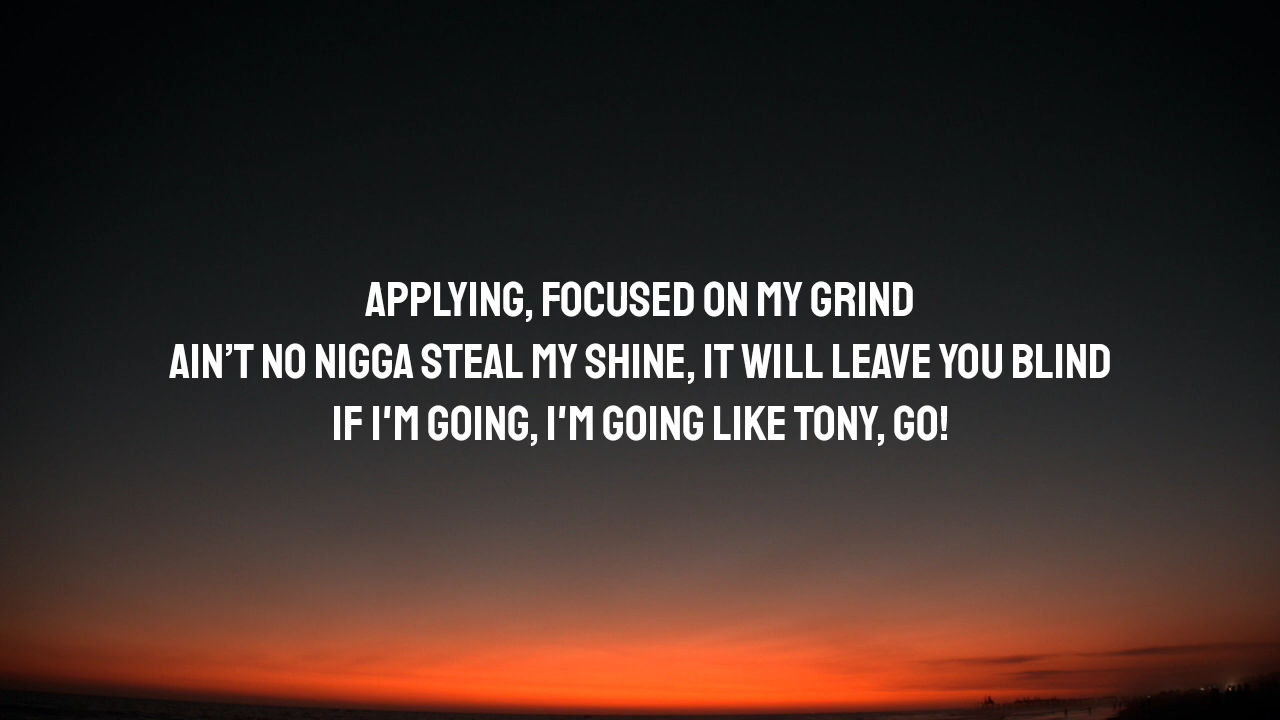 APPLYING, FOCUSED ON MY GRIND
AIN’T NO NIGGA STEAL MY SHINE, IT WILL LEAVE YOU BLIND
IF I'M GOING, I'M GOING LIKE TONY, GO!